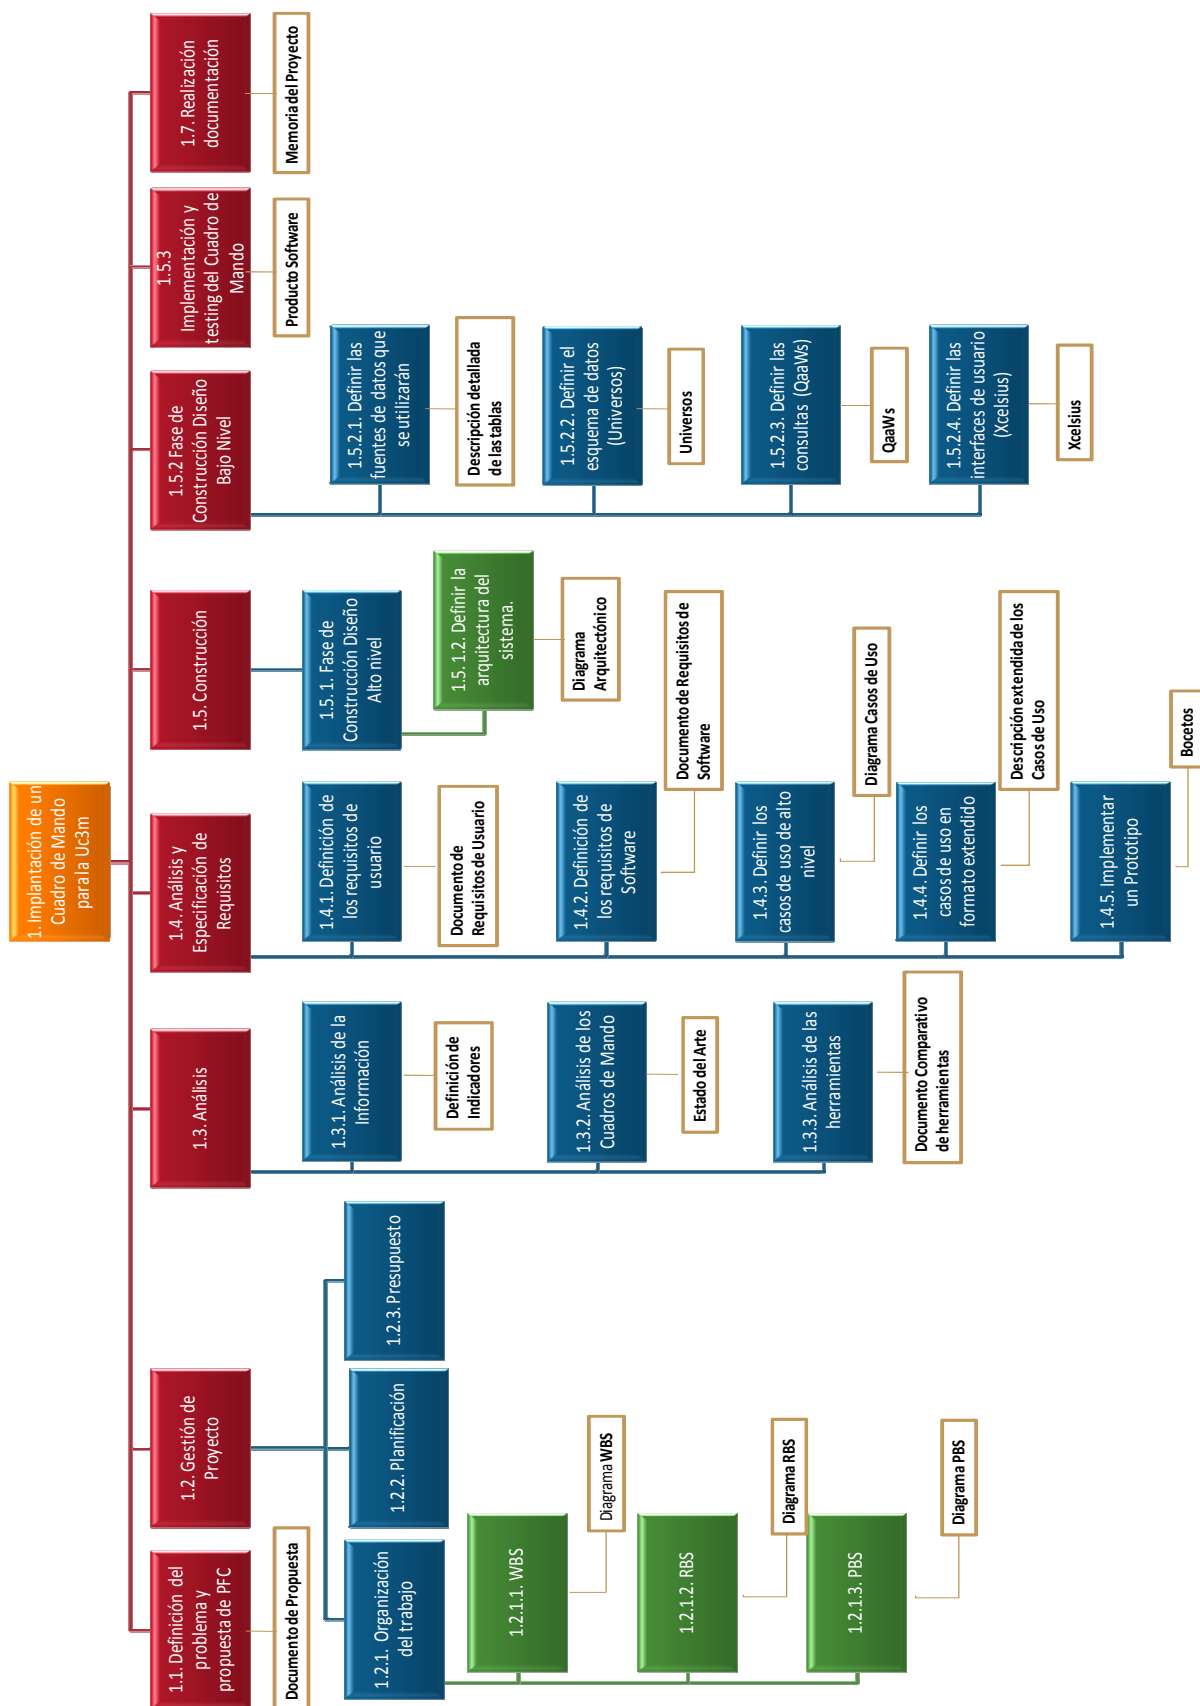 1. Implantación de un
Cuadro de Mando
para la Uc3m
1.1. Definición del
problema y
propuesta de PFC
Documento de Propuesta
1.2. Gestión de
Proyecto
1.2.1. Organización
del trabajo
1.2.1.1. WBS
Diagrama WBS
1.2.1.2. RBS
Diagrama RBS
1.2.1.3. PBS
Diagrama PBS
1.2.2. Planificación
1.2.3. Presupuesto
1.3. Análisis
1.3.1. Análisis de la
Información
Definición de
Indicadores
1.3.2. Análisis de los
Cuadros de Mando
Estado del Arte
1.3.3. Análisis de las
herramientas
Documento Comparativo
de herramientas
1.4. Análisis y
Especificación de
Requisitos
1.4.1. Definición de
los requisitos de
usuario
Documento de
Requisitos de Usuario
1.4.2. Definición de
los requisitos de
Software
Documento de Requisitos de
Software
1.4.3. Definir los
casos de uso de alto
nivel
Diagrama Casos de Uso
1.4.4. Definir los
casos de uso en
formato extendido
Descripción extendida de los
Casos de Uso
1.4.5. Implementar
un Prototipo
Bocetos
1.5. Construcción
1.5. 1. Fase de
Construcción Diseño
Alto nivel
1.5. 1.2. Definir la
arquitectura del
sistema.
Diagrama
Arquitectónico
1.5.2 Fase de
Construcción Diseño
Bajo Nivel
1.5.2.1. Definir las
fuentes de datos que
se utilizarán
Descripción detallada
de las tablas
1.5.2.2. Definir el
esquema de datos
(Universos)
Universos
1.5.2.3. Definir las
consultas (QaaWs)
QaaWs
1.5.2.4. Definir las
interfaces de usuario
(Xcelsius)
Xcelsius
1.5.3
Implementación y
testing del Cuadro de
Mando
Producto Software
1.7. Realización
documentación
Memoria del Proyecto